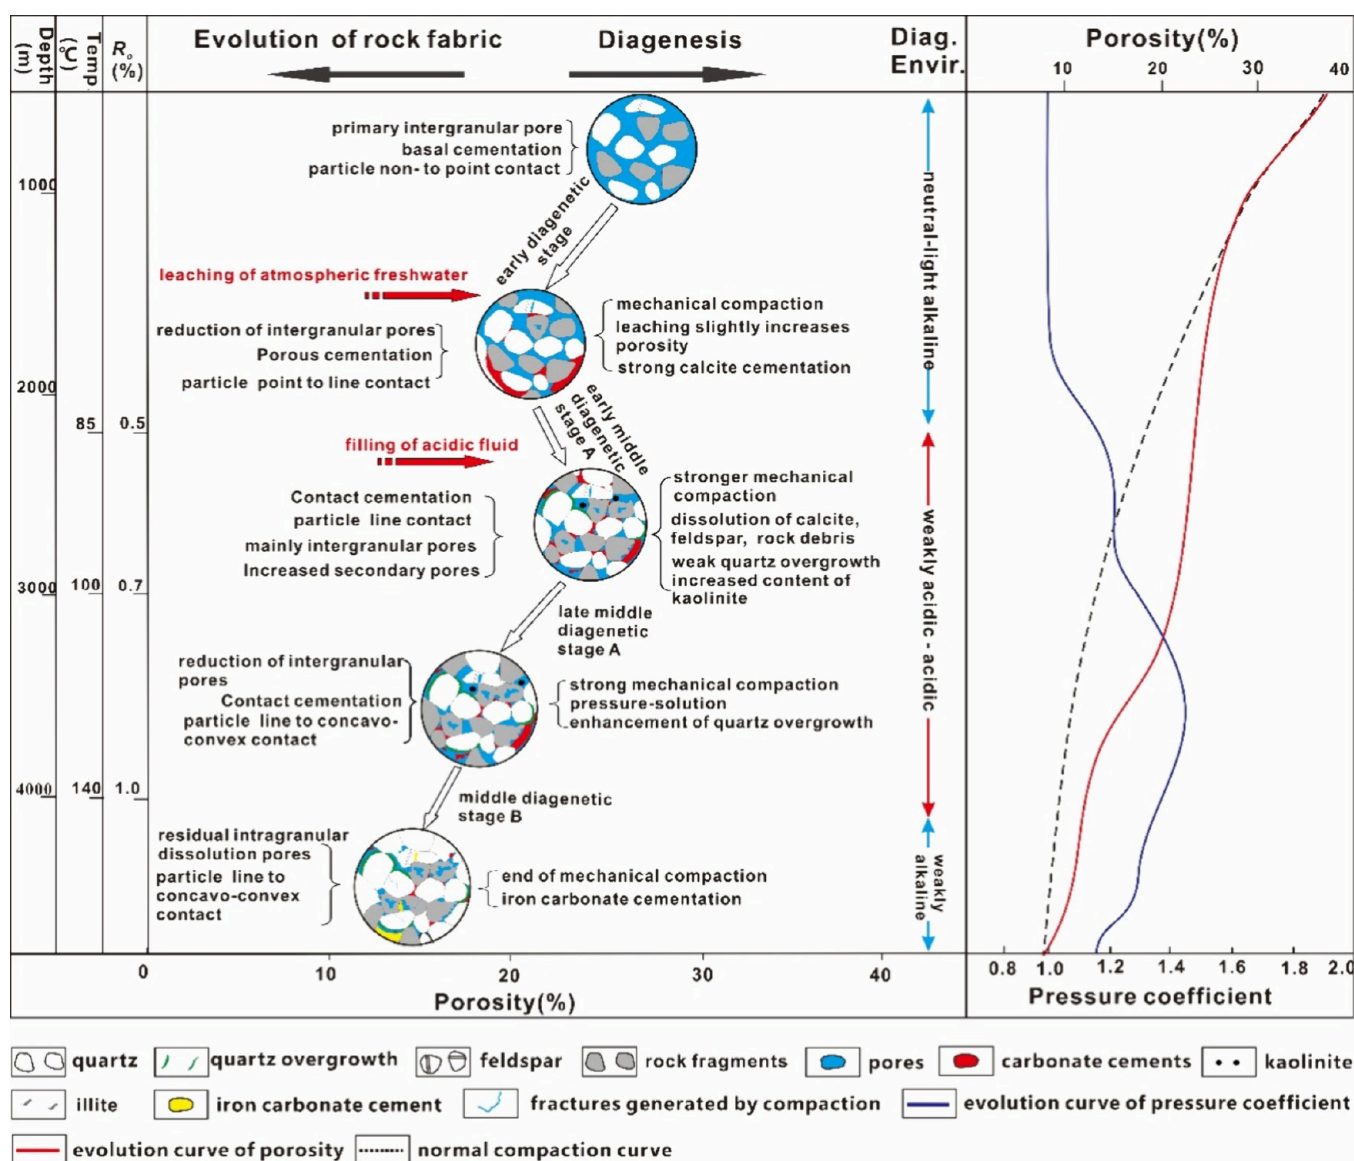 Depth
(m)
Temp
(℃)
Rₒ
(%)
Evolution of rock fabric
Diagenesis
Diag.
Envir.
Porosity(%)
10
20
30
40
primary intergranular pore
basal cementation
particle non- to point contact
1000
early diagenetic
stage
neutral-light alkaline
leaching of atmospheric freshwater
reduction of intergranular pores
Porous cementation
particle point to line contact
mechanical compaction
leaching slightly increases
porosity
strong calcite cementation
2000
85
0.5
early middle
diagenetic
stage A
filling of acidic fluid
Contact cementation
particle line contact
mainly intergranular pores
Increased secondary pores
stronger mechanical
compaction
dissolution of calcite,
feldspar, rock debris
weak quartz overgrowth
increased content of
kaolinite
weakly acidic - acidic
3000
100
0.7
late middle
diagenetic
stage A
reduction of intergranular
pores
Contact cementation
particle line to concavo-
convex contact
strong mechanical compaction
pressure-solution
enhancement of quartz overgrowth
4000
140
1.0
middle diagenetic
stage B
residual intragranular
dissolution pores
particle line to
concavo-convex
contact
end of mechanical compaction
iron carbonate cementation
weakly
alkaline
0
10
20
30
40
Porosity(%)
0.8
1.0
1.2
1.4
1.6
1.8
2.0
Pressure coefficient
quartz
quartz overgrowth
feldspar
rock fragments
pores
carbonate cements
kaolinite
illite
iron carbonate cement
fractures generated by compaction
evolution curve of pressure coefficient
evolution curve of porosity
normal compaction curve